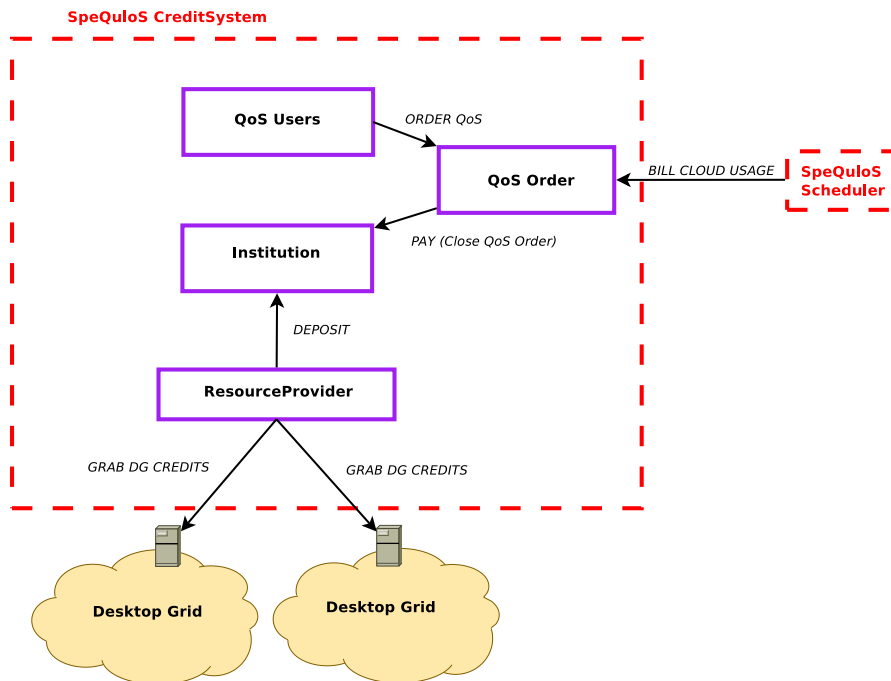 SpeQuloS CreditSystem
QoS Users
ORDER QoS
QoS Order
BILL CLOUD USAGE
SpeQuloS
Scheduler
PAY (Close QoS Order)
Institution
DEPOSIT
ResourceProvider
GRAB DG CREDITS
GRAB DG CREDITS
Desktop Grid
Desktop Grid